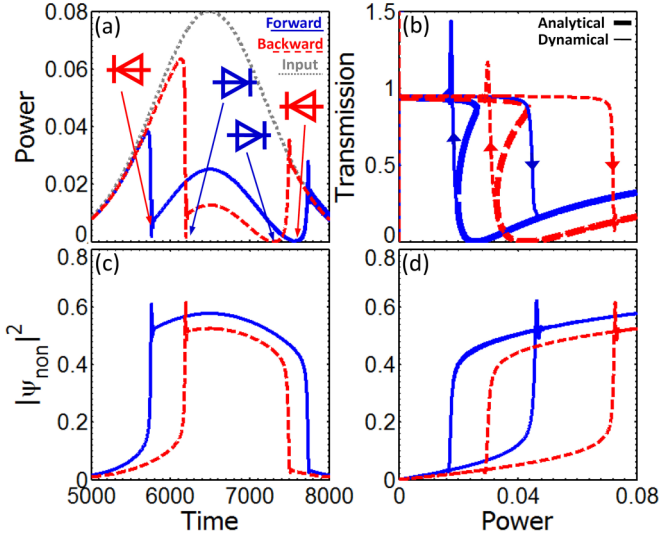 (a)
Forward
Backward
Input
0.08
0.06
0.04
0.02
0
Power
(b)
Analytical
Dynamical
1.5
1
0.5
0
Transmission
(c)
0.8
0.6
0.4
0.2
0
|ψnon|2
5000 6000 7000 8000
Time
(d)
0.8
0.6
0.4
0.2
0
0 0.04 0.08
Power